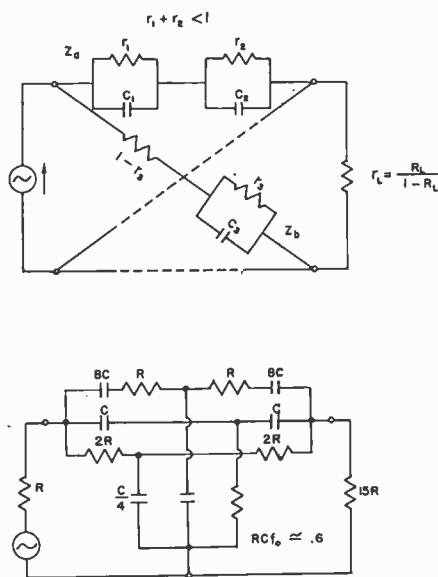 r₁ + r₂ < 1
Zₐ
r₁
r₂
C₁
C₂
1 - r₃
r₃
C₃
Z_b
r_L = R_L / 1 - R_L
8C R R 8C
C C
2R 2R
R
C/4
RCf₀ ≃ .6
15R